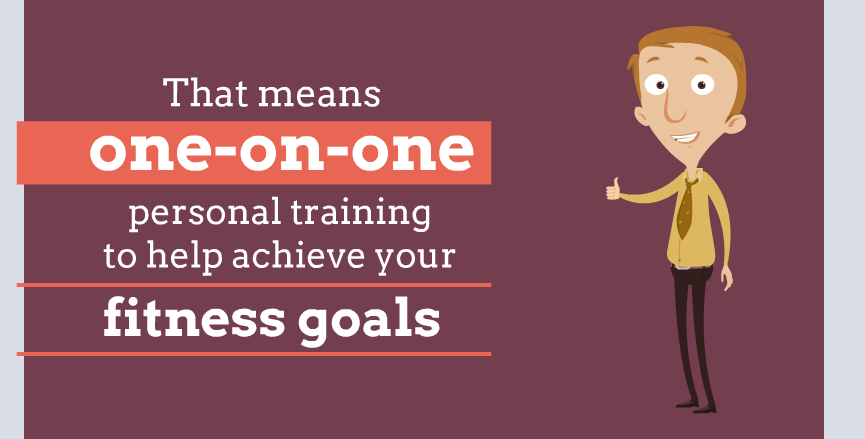 That means
one-on-one
personal training
to help achieve your
fitness goals